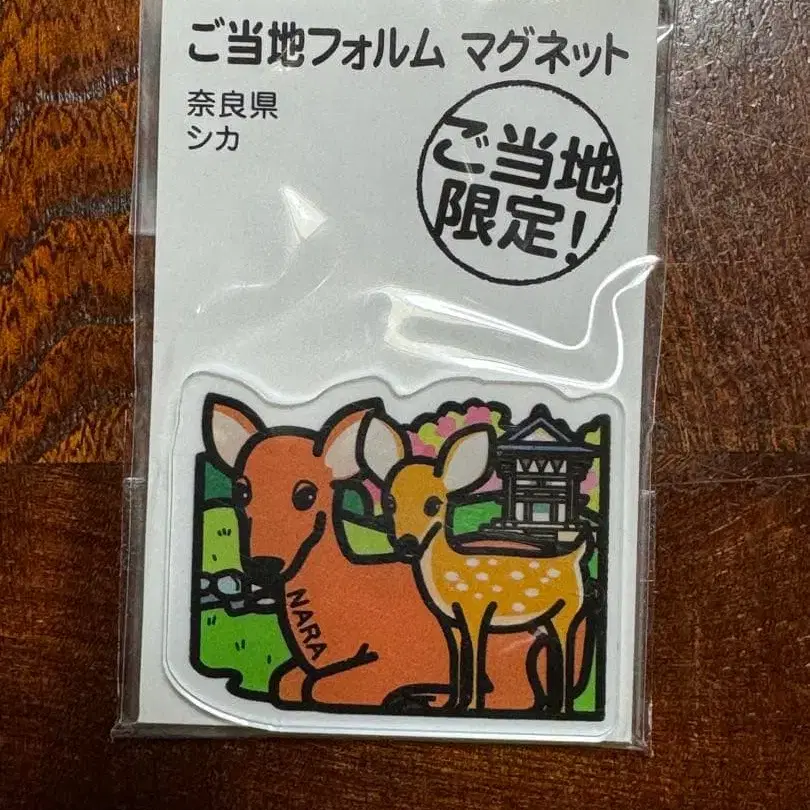 ご当地フォルム マグネット
奈良県
シカ
ご当地
限定!
NARA